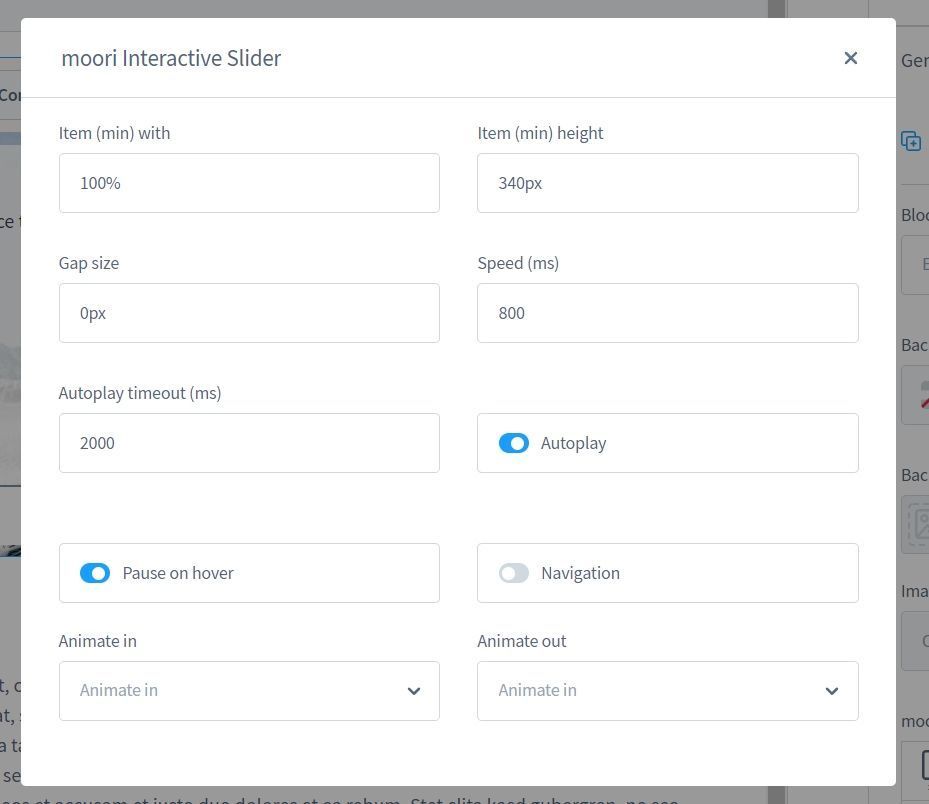 moori Interactive Slider
Item (min) with
Item (min) height
100%
340px
Gap size
Speed (ms)
0px
800
Autoplay timeout (ms)
2000
Autoplay
Pause on hover
Navigation
Animate in
Animate out
Animate in
Animate in